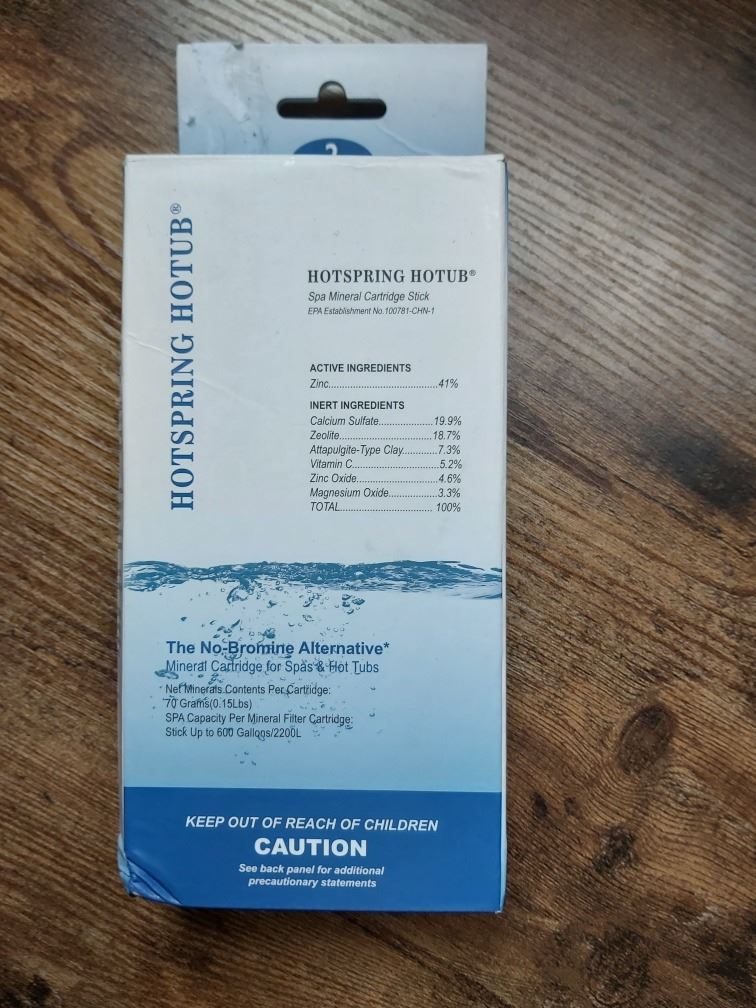 HOTSPRING HOTUB®
HOTSPRING HOTUB®
Spa Mineral Cartridge Stick
EPA Establishment No.100781-CHN-1
ACTIVE INGREDIENTS
Zinc......................................41%
INERT INGREDIENTS
Calcium Sulfate...................19.9%
Zeolite................................18.7%
Attapulgite-Type Clay............7.3%
Vitamin C..............................5.2%
Zinc Oxide.............................4.6%
Magnesium Oxide.................3.3%
TOTAL................................ 100%
The No-Bromine Alternative*
Mineral Cartridge for Spas & Hot Tubs
Net Minerals Contents Per Cartridge:
70 Grams(0.15Lbs)
SPA Capacity Per Mineral Filter Cartridge:
Stick Up to 600 Gallons/2200L
KEEP OUT OF REACH OF CHILDREN
CAUTION
See back panel for additional
precautionary statements